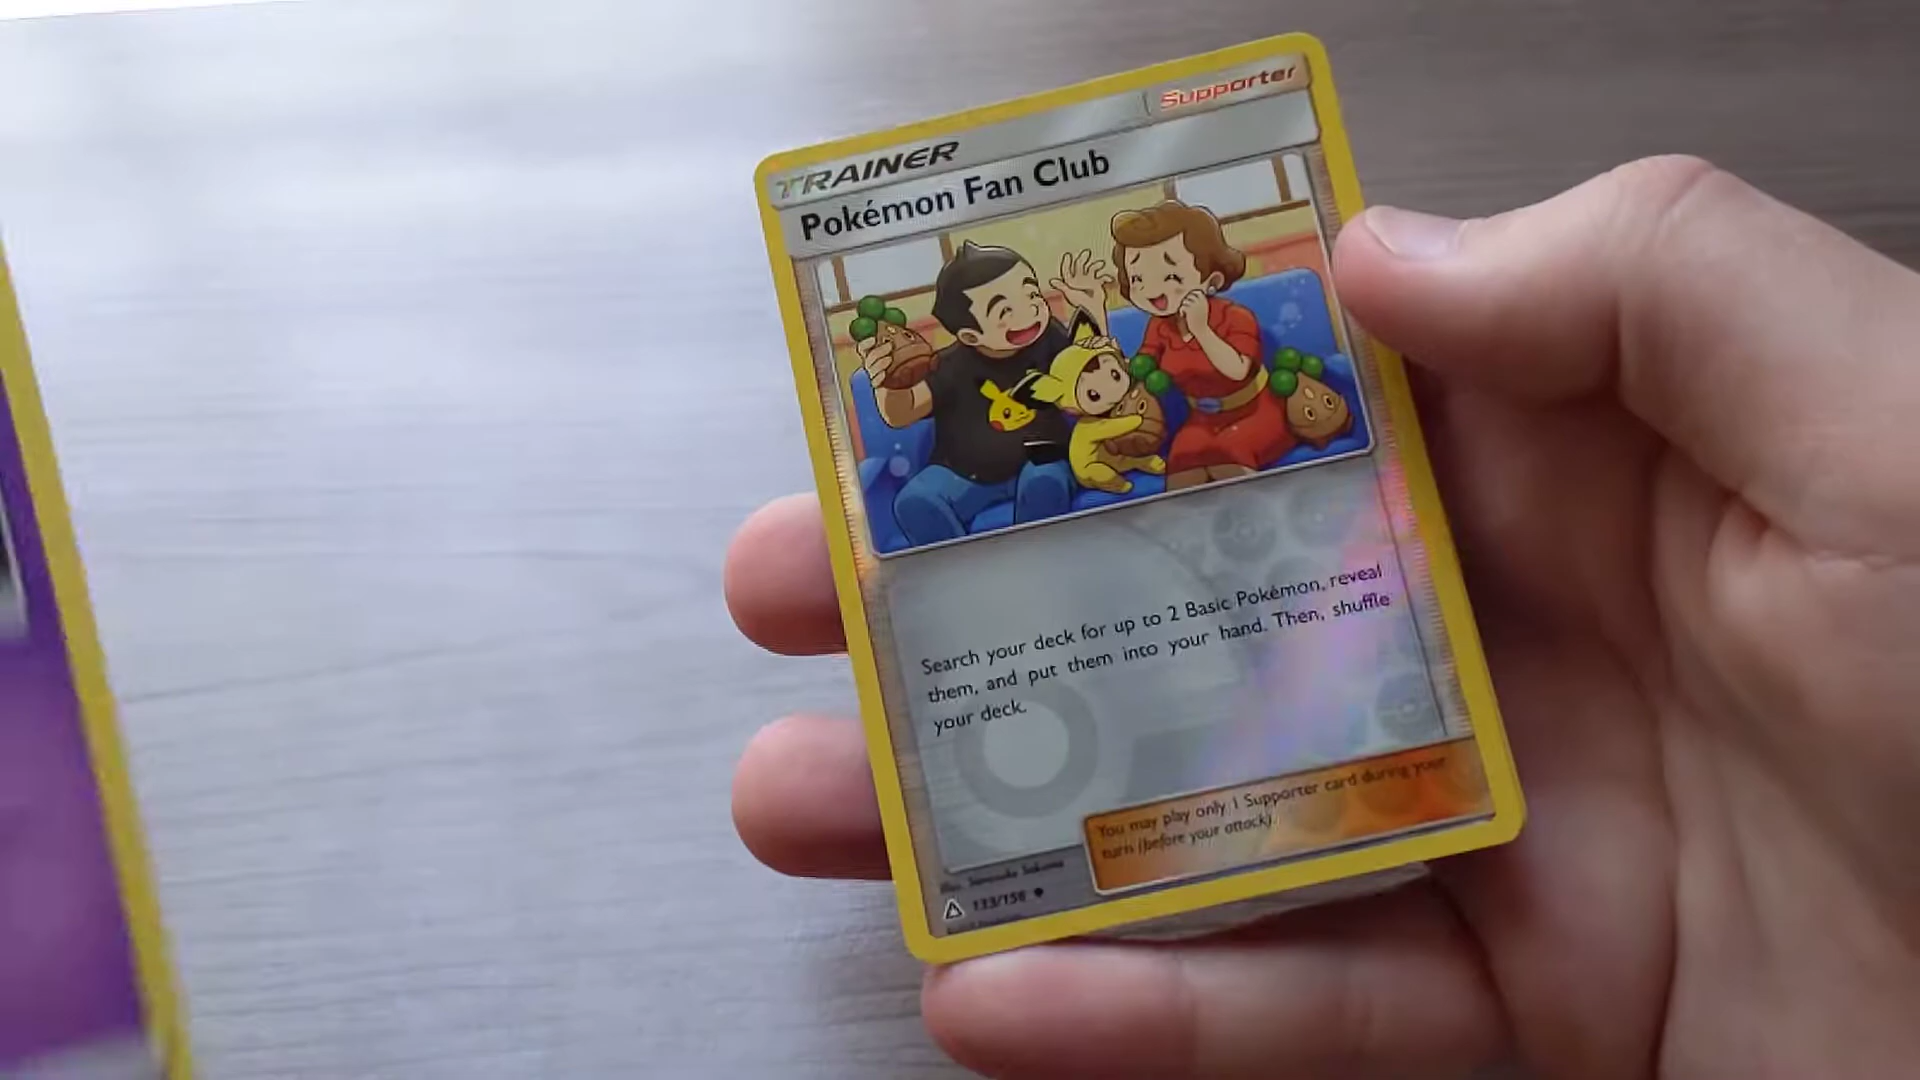 Supporter
TRAINER
Pokémon Fan Club
Search your deck for up to 2 Basic Pokémon, reveal
them, and put them into your hand. Then, shuffle
your deck.
You may play only 1 Supporter card during your
turn (before your attack).
133/156